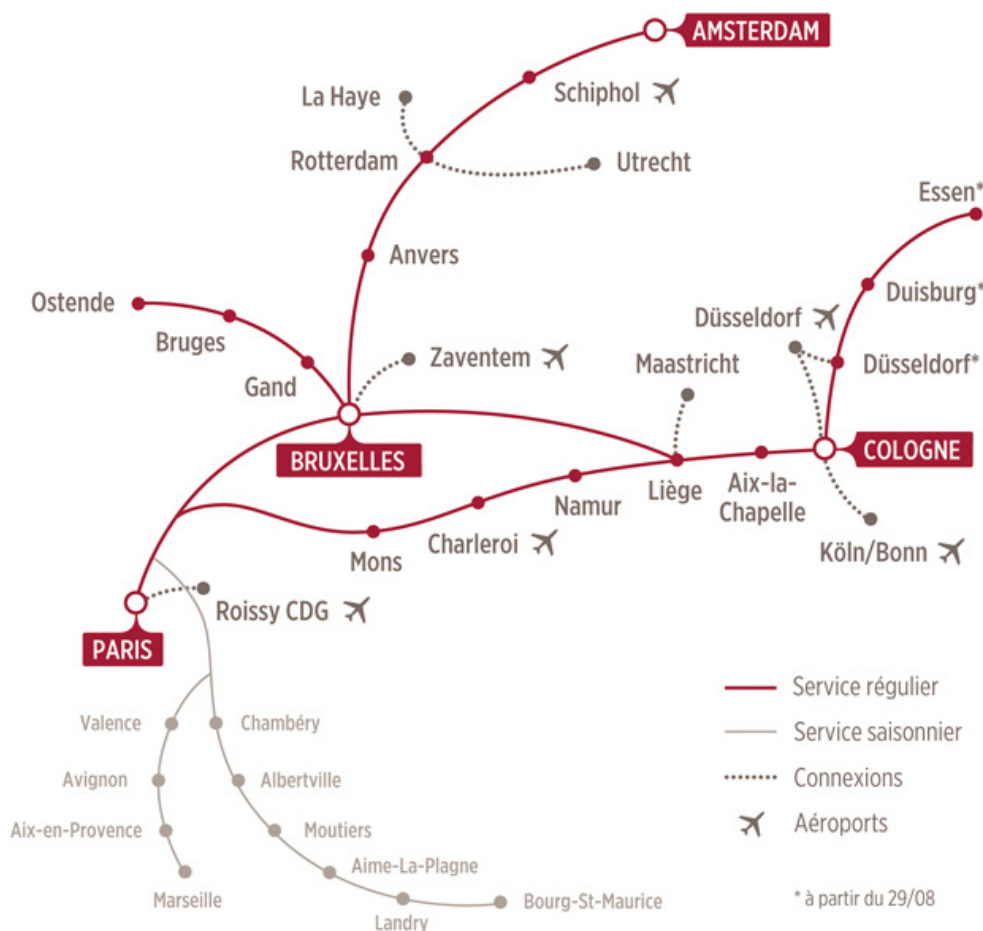 AMSTERDAM
Schiphol
La Haye
Rotterdam
Utrecht
Essen*
Anvers
Duisburg*
Ostende
Bruges
Düsseldorf
Zaventem
Maastricht
Düsseldorf*
Gand
BRUXELLES
COLOGNE
Namur
Liège
Aix-la-
Chapelle
Mons
Charleroi
Köln/Bonn
Roissy CDG
PARIS
Service régulier
Valence
Chambéry
Service saisonnier
Avignon
Albertville
Connexions
Aix-en-Provence
Moutiers
Aéroports
Aime-La-Plagne
Marseille
Landry
Bourg-St-Maurice
* à partir du 29/08